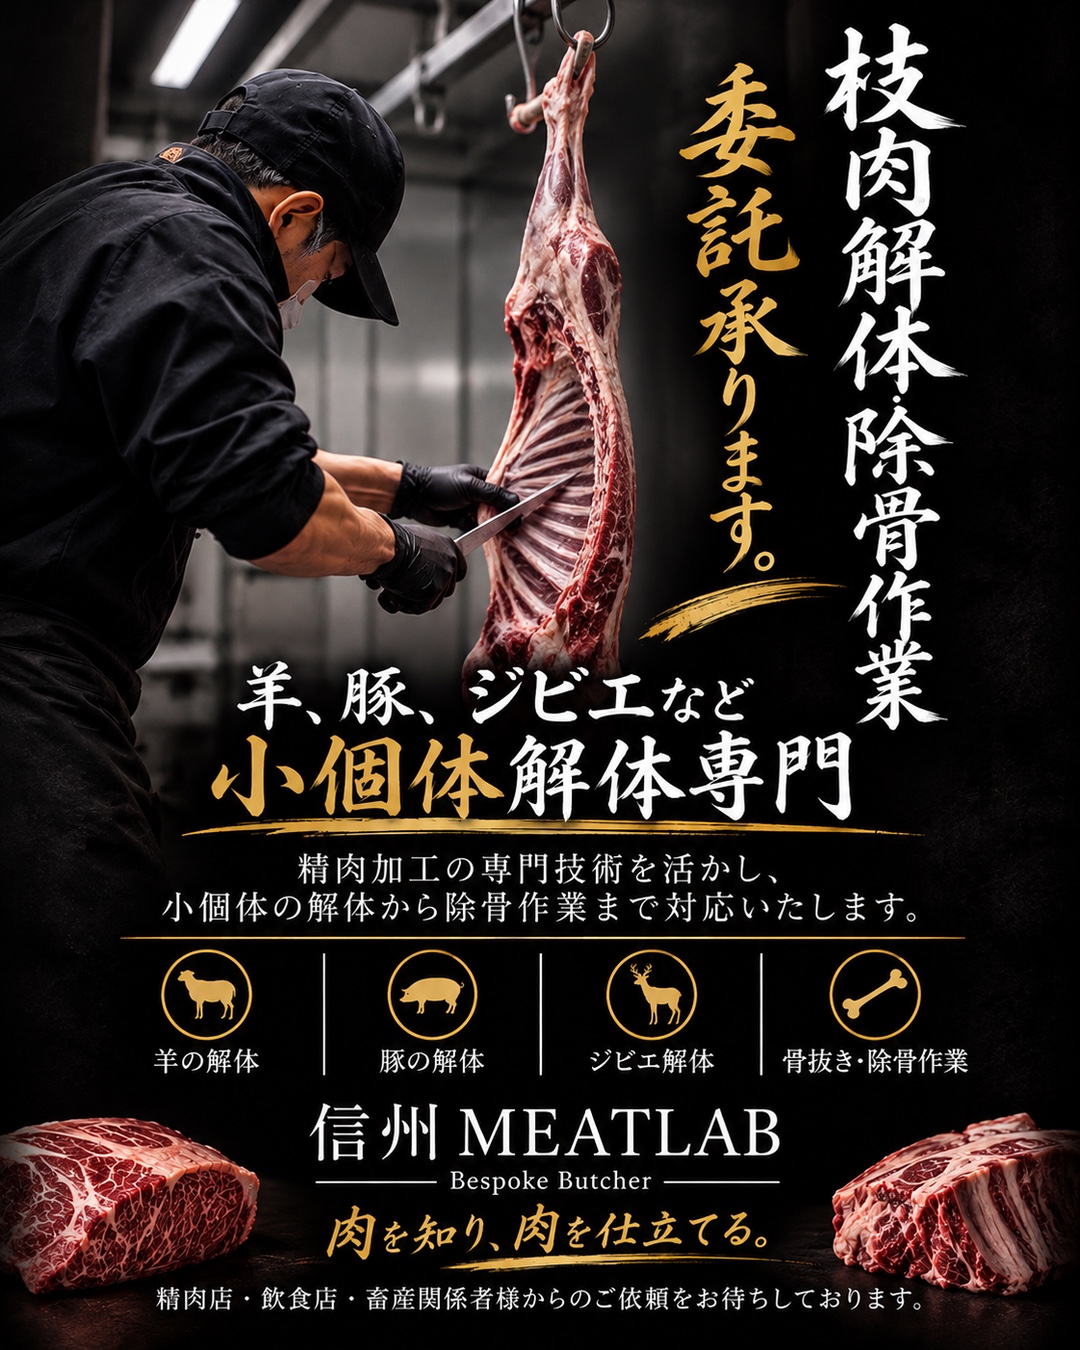 枝肉解体・除骨作業
委託承ります。
羊、豚、ジビエなど
小個体解体専門
精肉加工の専門技術を活かし、
小個体の解体から除骨作業まで対応いたします。
羊の解体
豚の解体
ジビエ解体
骨抜き・除骨作業
信州 MEATLAB
Bespoke Butcher
肉を知り、肉を仕立てる。
精肉店・飲食店・畜産関係者様からのご依頼をお待ちしております。